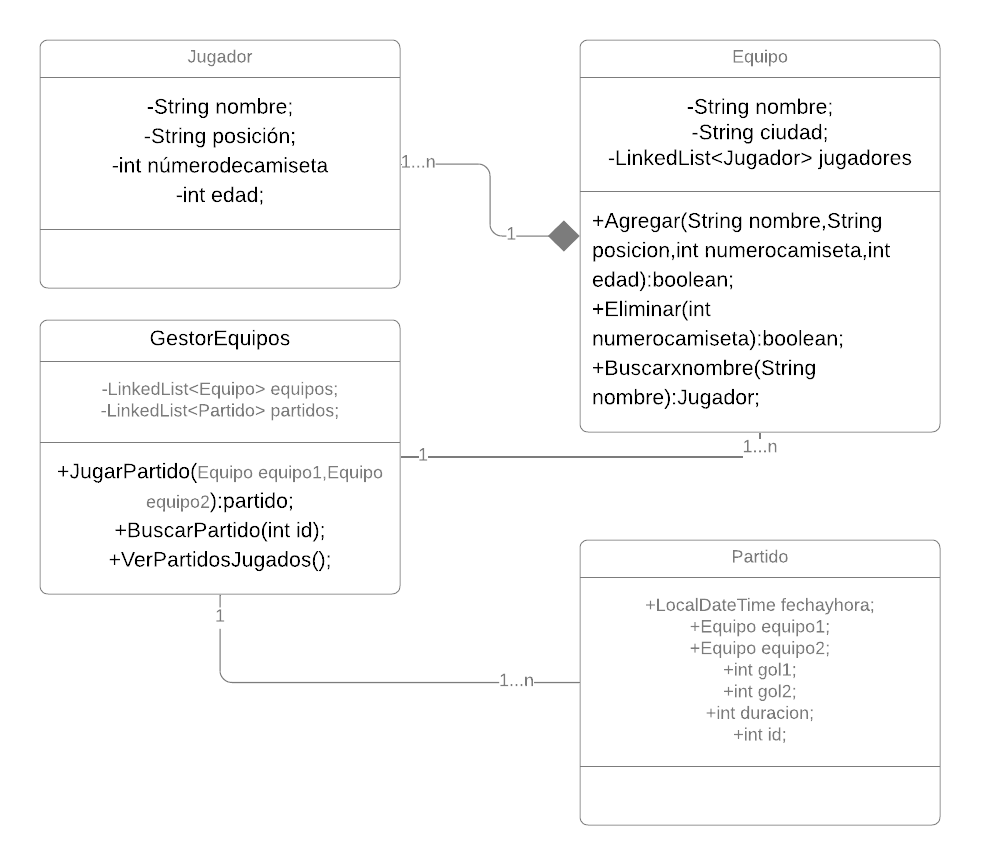 Jugador
-String nombre;
-String posición;
-int númerodecamiseta
-int edad;
1...n
1
Equipo
-String nombre;
-String ciudad;
-LinkedList<Jugador> jugadores
+Agregar(String nombre,String
posicion,int numerocamiseta,int
edad):boolean;
+Eliminar(int
numerocamiseta):boolean;
+Buscarxnombre(String
nombre):Jugador;
GestorEquipos
-LinkedList<Equipo> equipos;
-LinkedList<Partido> partidos;
+JugarPartido(Equipo equipo1,Equipo
equipo2):partido;
+BuscarPartido(int id);
+VerPartidosJugados();
1
1...n
1
1...n
Partido
+LocalDateTime fechayhora;
+Equipo equipo1;
+Equipo equipo2;
+int gol1;
+int gol2;
+int duracion;
+int id;